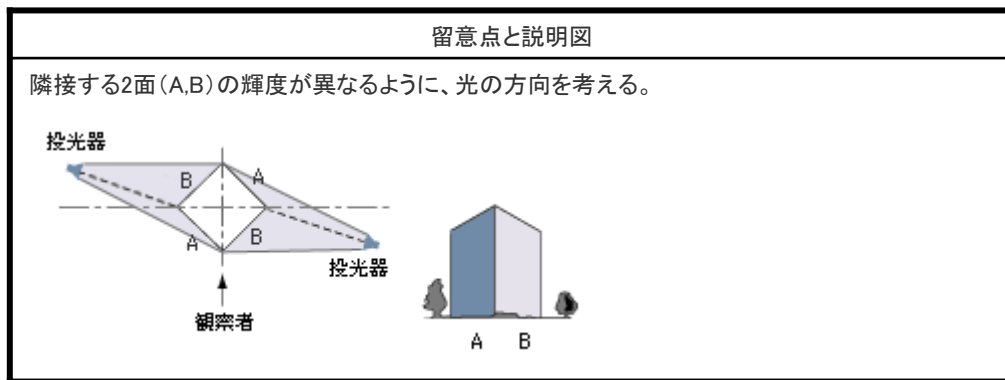 留意点と説明図
隣接する2面(A,B)の輝度が異なるように、光の方向を考える。
投光器
B
A
A
B
投光器
観察者
A B